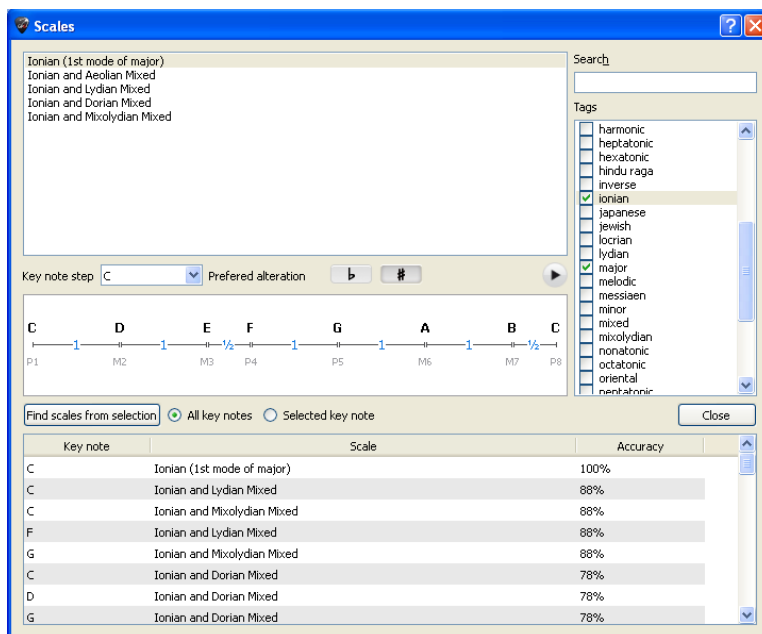 Scales
Ionian (1st mode of major)
Ionian and Aeolian Mixed
Ionian and Lydian Mixed
Ionian and Dorian Mixed
Ionian and Mixolydian Mixed
Search
Tags
harmonic
heptatonic
hexatonic
hindu raga
inverse
ionian
japanese
jewish
locrian
lydian
major
melodic
messiaen
minor
mixed
mixolydian
nonatonic
octatonic
oriental
pentatonic
Key note step C Prefered alteration ♭ #
C D E F G A B C
1 1 ½ 1 1 1 ½
P1 M2 M3 P4 P5 M6 M7 P8
Find scales from selection All key notes Selected key note Close
Key note Scale Accuracy
C Ionian (1st mode of major) 100%
C Ionian and Lydian Mixed 88%
C Ionian and Mixolydian Mixed 88%
F Ionian and Lydian Mixed 88%
G Ionian and Mixolydian Mixed 88%
C Ionian and Dorian Mixed 78%
D Ionian and Dorian Mixed 78%
G Ionian and Dorian Mixed 78%